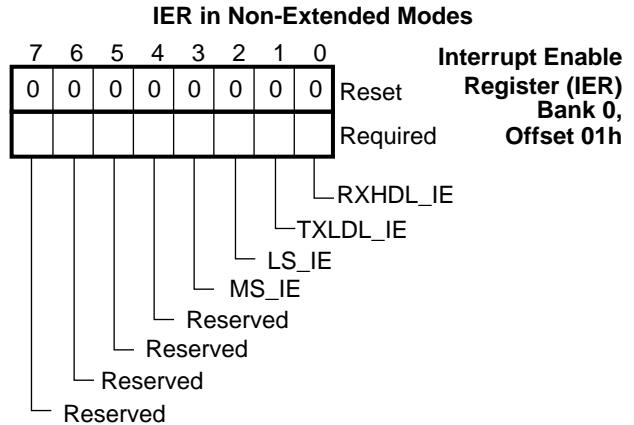 IER in Non-Extended Modes
7 6 5 4 3 2 1 0
Interrupt Enable
Register (IER)
Bank 0,
Offset 01h
0 0 0 0 0 0 0 0 Reset
Required
RXHDL_IE
TXLDL_IE
LS_IE
MS_IE
Reserved
Reserved
Reserved
Reserved